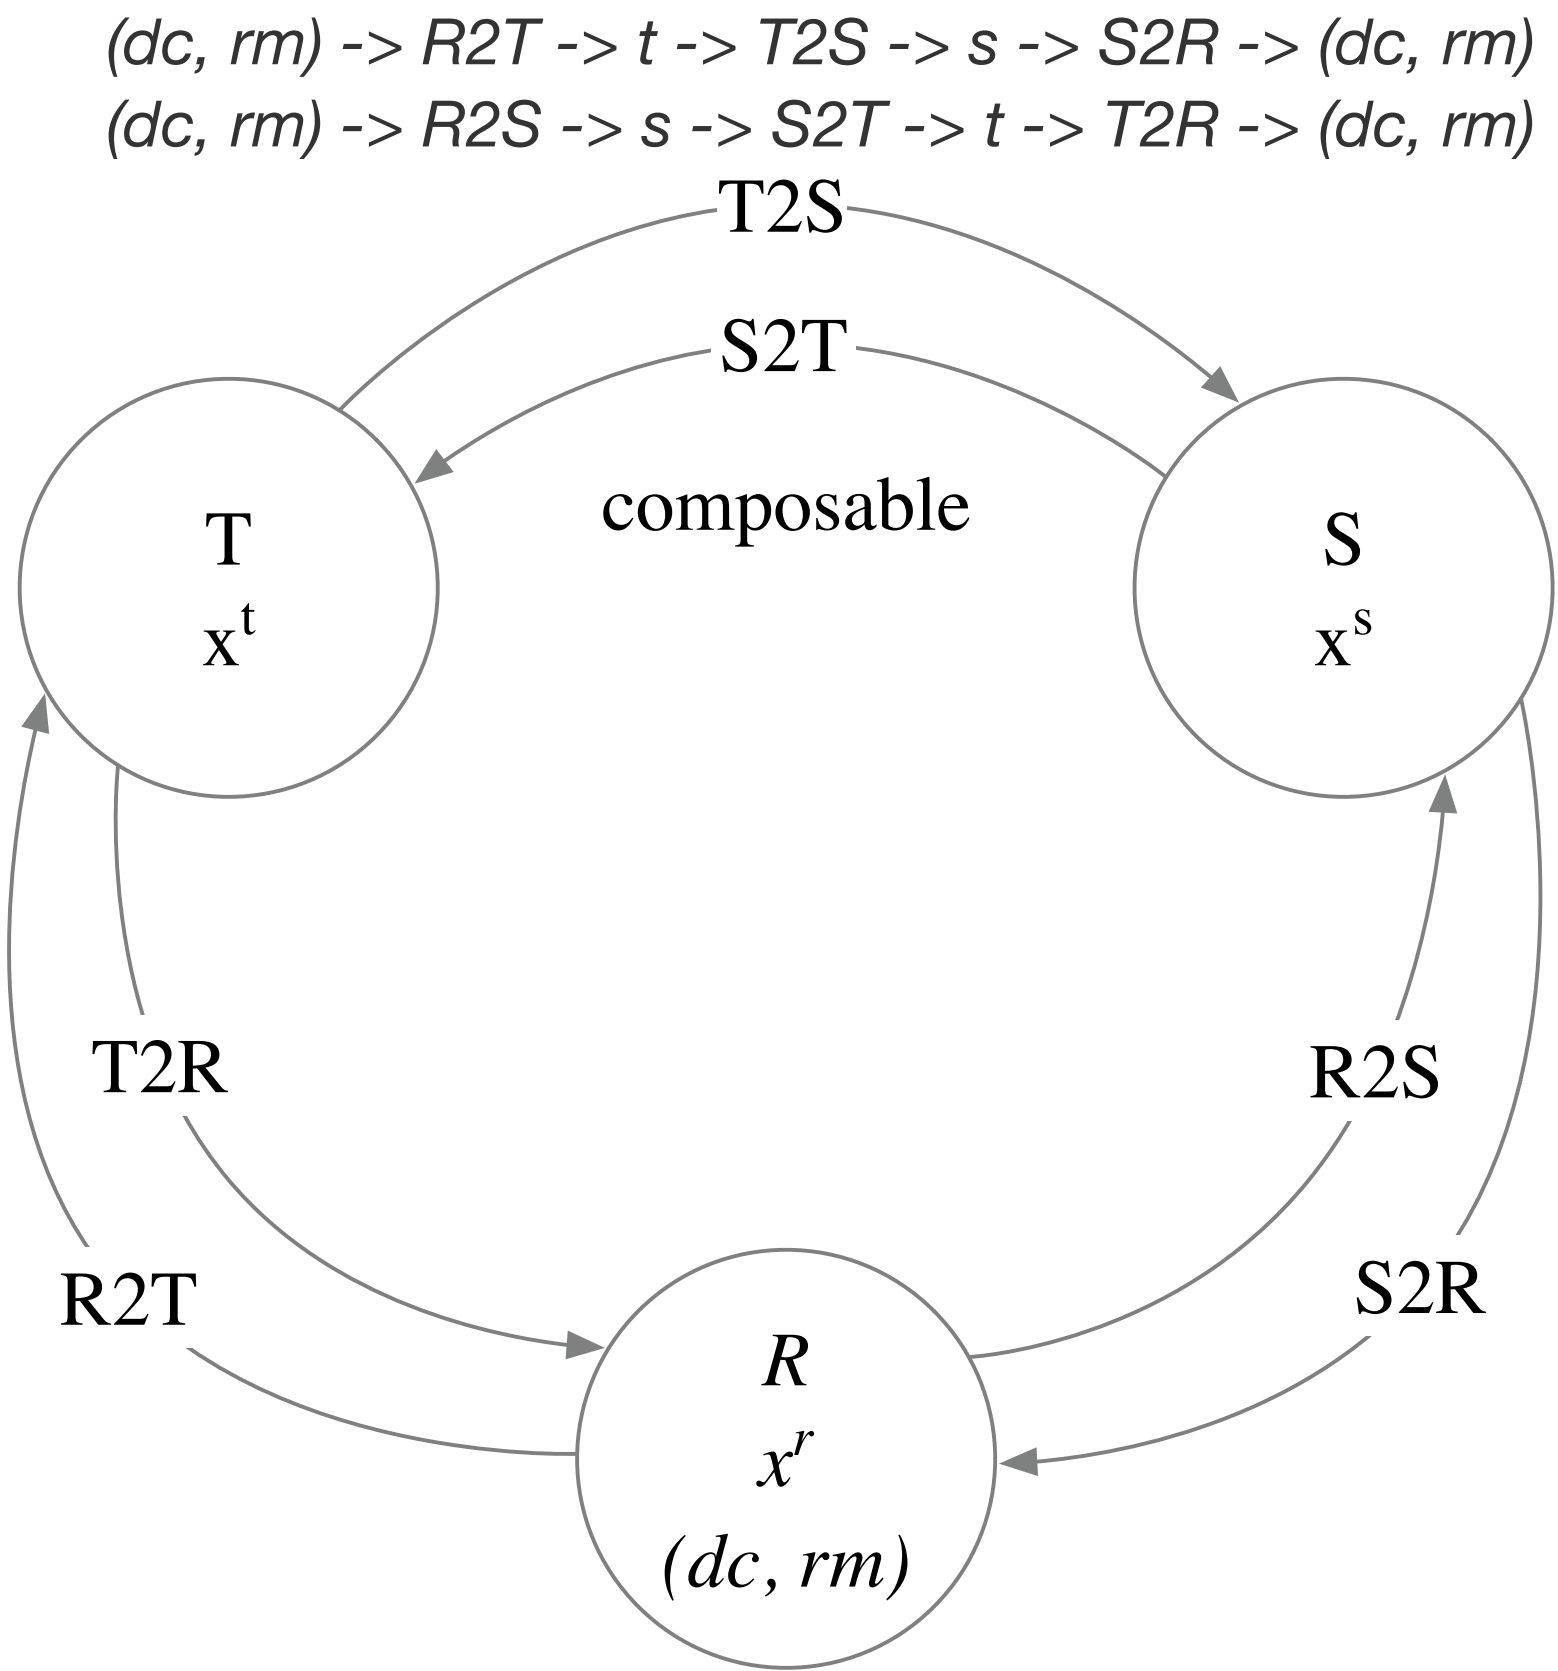 (dc, rm) -> R2T -> t -> T2S -> s -> S2R -> (dc, rm)
(dc, rm) -> R2S -> s -> S2T -> t -> T2R -> (dc, rm)
T2S
S2T
composable
T
x^t
S
x^s
T2R
R2S
R2T
S2R
R
x^r
(dc, rm)